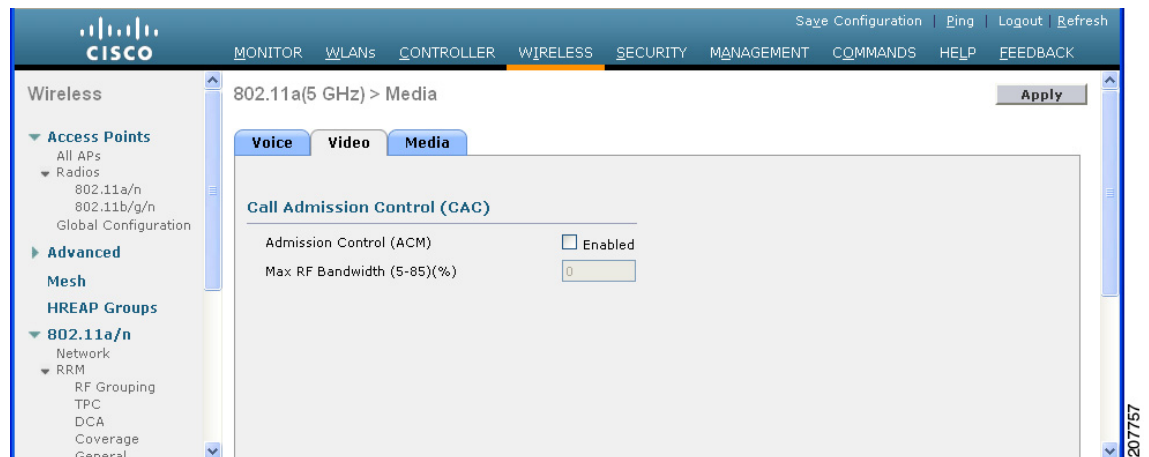 Save Configuration | Ping | Logout | Refresh
CISCO
MONITOR WLANs CONTROLLER WIRELESS SECURITY MANAGEMENT COMMANDS HELP FEEDBACK
Wireless
Access Points
All APs
Radios
802.11a/n
802.11b/g/n
Global Configuration
Advanced
Mesh
HREAP Groups
802.11a/n
Network
RRM
RF Grouping
TPC
DCA
Coverage
General
802.11a(5 GHz) > Media
Apply
Voice Video Media
Call Admission Control (CAC)
Admission Control (ACM) Enabled
Max RF Bandwidth (5-85)(%) 0
207757